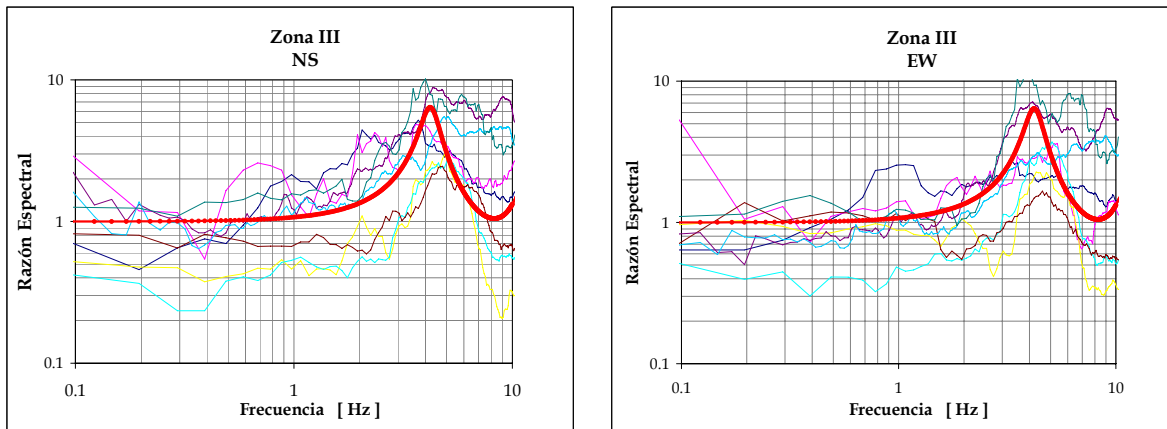 Zona III
NS
10
1
0.1
0.1
1
10
Razón Espectral
Frecuencia [ Hz ]
Zona III
EW
10
1
0.1
0.1
1
10
Razón Espectral
Frecuencia [ Hz ]